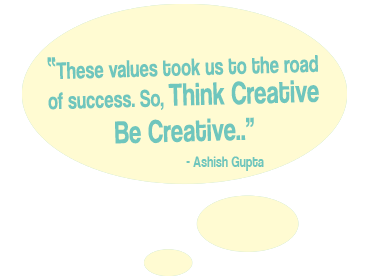 “These values took us to the road
of success. So, Think Creative
Be Creative..”
- Ashish Gupta